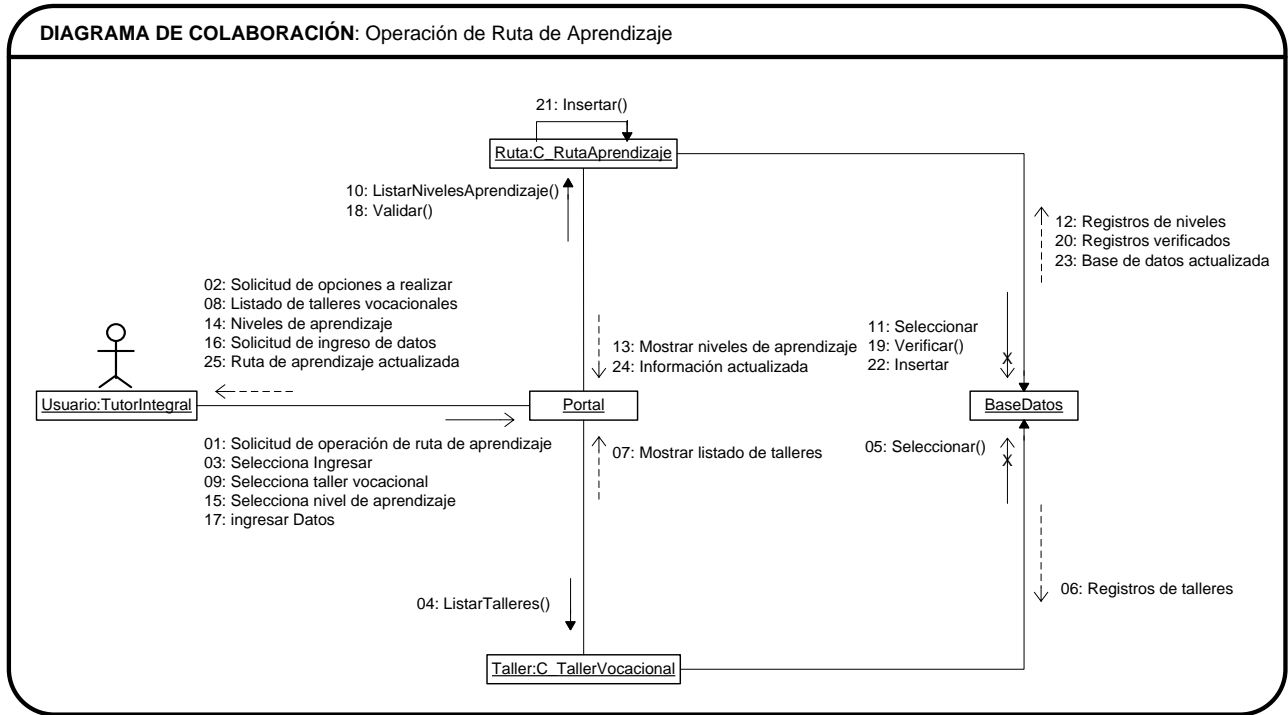 DIAGRAMA DE COLABORACIÓN: Operación de Ruta de Aprendizaje
21: Insertar()
Ruta:C_RutaAprendizaje
10: ListarNivelesAprendizaje()
18: Validar()
12: Registros de niveles
20: Registros verificados
23: Base de datos actualizada
02: Solicitud de opciones a realizar
08: Listado de talleres vocacionales
14: Niveles de aprendizaje
16: Solicitud de ingreso de datos
25: Ruta de aprendizaje actualizada
13: Mostrar niveles de aprendizaje
24: Información actualizada
11: Seleccionar
19: Verificar()
22: Insertar
X
Usuario:TutorIntegral
Portal
BaseDatos
01: Solicitud de operación de ruta de aprendizaje
03: Selecciona Ingresar
09: Selecciona taller vocacional
15: Selecciona nivel de aprendizaje
17: ingresar Datos
07: Mostrar listado de talleres
05: Seleccionar()
X
04: ListarTalleres()
06: Registros de talleres
Taller:C_TallerVocacional